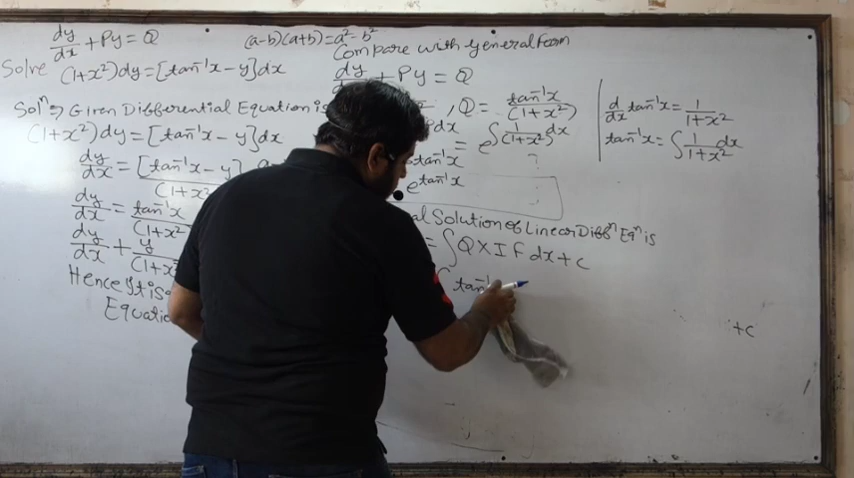 dy/dx + Py = Q
(a-b)(a+b) = a² - b²
Solve (1+x²)dy = [tan⁻¹x - y]dx
Solⁿ ⇒ Given Differential Equation is
(1+x²)dy = [tan⁻¹x - y]dx
dy/dx = [tan⁻¹x - y] / (1+x²
dy/dx = tan⁻¹x / (1+x²
dy/dx + y / (1+x²
Hence It is
Equatio
Compare with general Foam
dy/dx + Py = Q
, Q = tan⁻¹x / (1+x²)
Pdx = e^∫ 1/(1+x²) dx
tan⁻¹x
e^tan⁻¹x
al Solution of Linear Diffⁿ Eqⁿ is
= ∫ Q X I F dx + C
∫ tan⁻¹
+ C
d/dx tan⁻¹x = 1/1+x²
tan⁻¹x = ∫ 1/1+x² dx